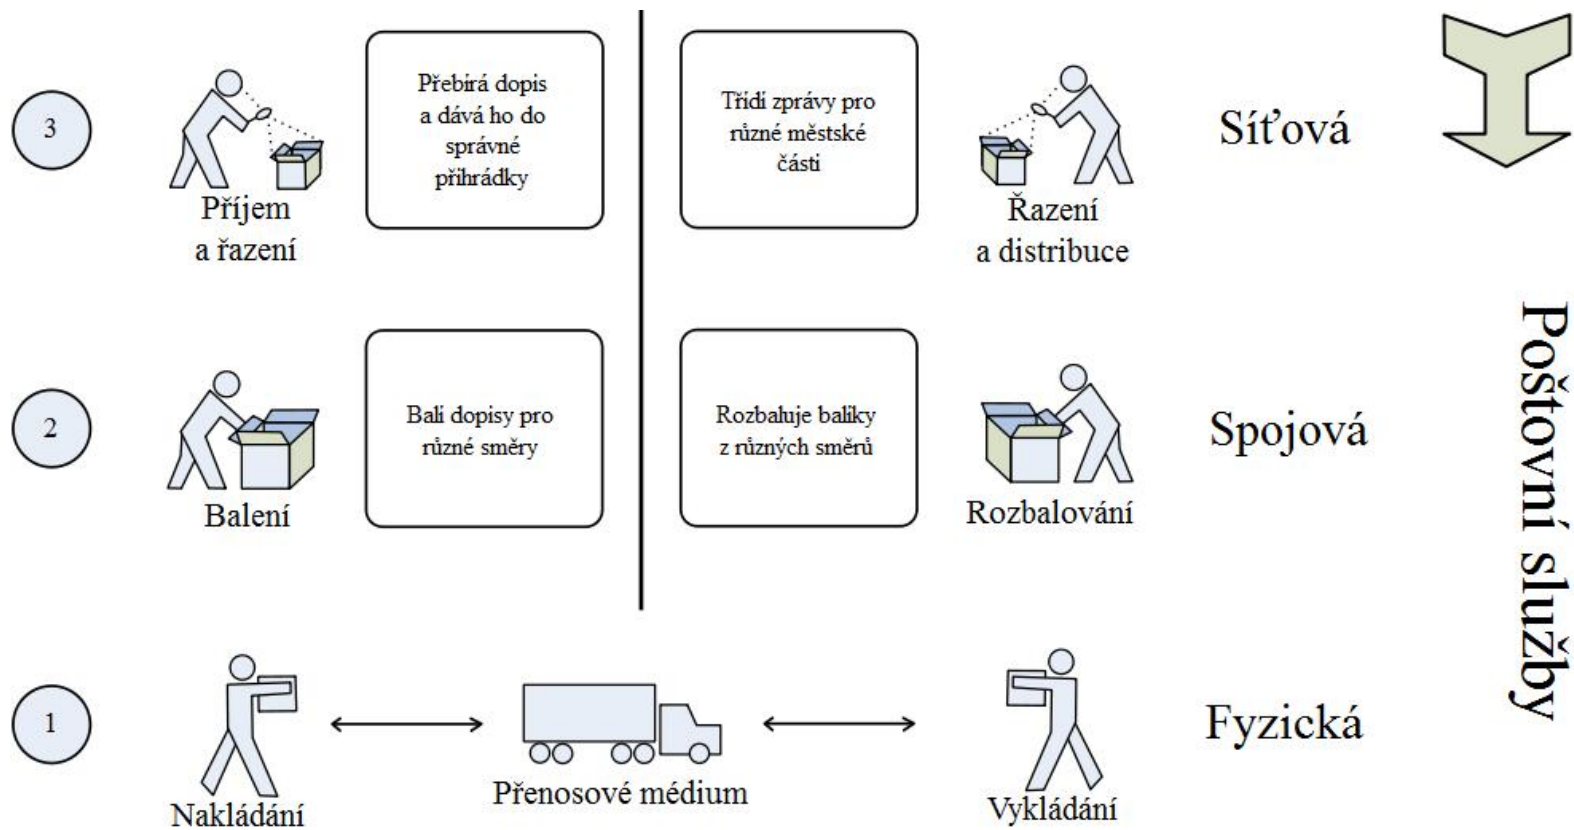 3
Příjem
a řazení
Přebírá dopis
a dává ho do
správné
přihrádky
Třídí zprávy pro
různé městské
části
Řazení
a distribuce
Síťová
2
Balení
Balí dopisy pro
různé směry
Rozbaluje balíky
z různých směrů
Rozbalování
Spojová
1
Nakládání
Přenosové médium
Vykládání
Fyzická
Poštovní služby